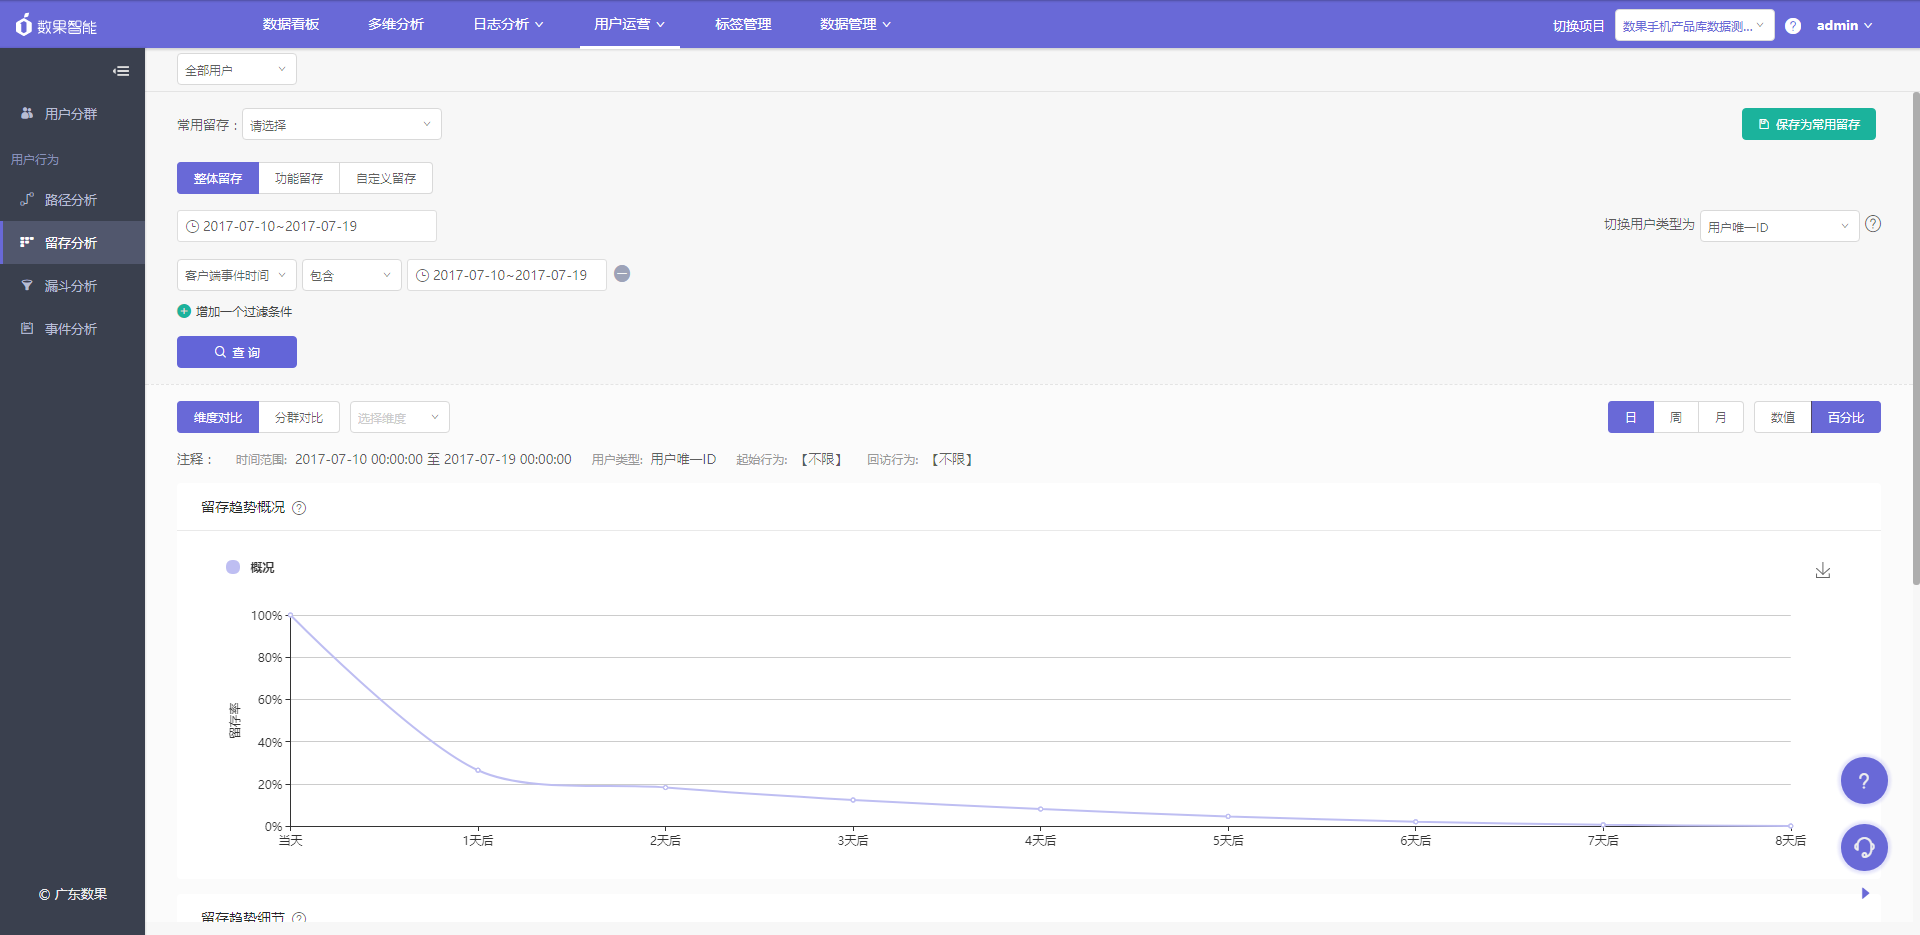 数果智能 数据看板 多维分析 日志分析 用户运营 标签管理 数据管理 切换项目 数果手机产品库数据测... ? admin
全部用户
用户分群
常用留存 : 请选择 保存为常用留存
用户行为
整体留存 功能留存 自定义留存
路径分析
2017-07-10~2017-07-19 切换用户类型为 用户唯一ID ?
留存分析
客户端事件时间 包含 2017-07-10~2017-07-19
漏斗分析
增加一个过滤条件
事件分析
查 询
维度对比 分群对比 选择维度 日 周 月 数值 百分比
注释 : 时间范围: 2017-07-10 00:00:00 至 2017-07-19 00:00:00 用户类型: 用户唯一ID 起始行为: 【不限】 回访行为: 【不限】
留存趋势概况 ?
概况
100%
80%
60%
留存率
40%
20%
0%
当天 1天后 2天后 3天后 4天后 5天后 6天后 7天后 8天后
?
© 广东数果
留存趋势细节 ?